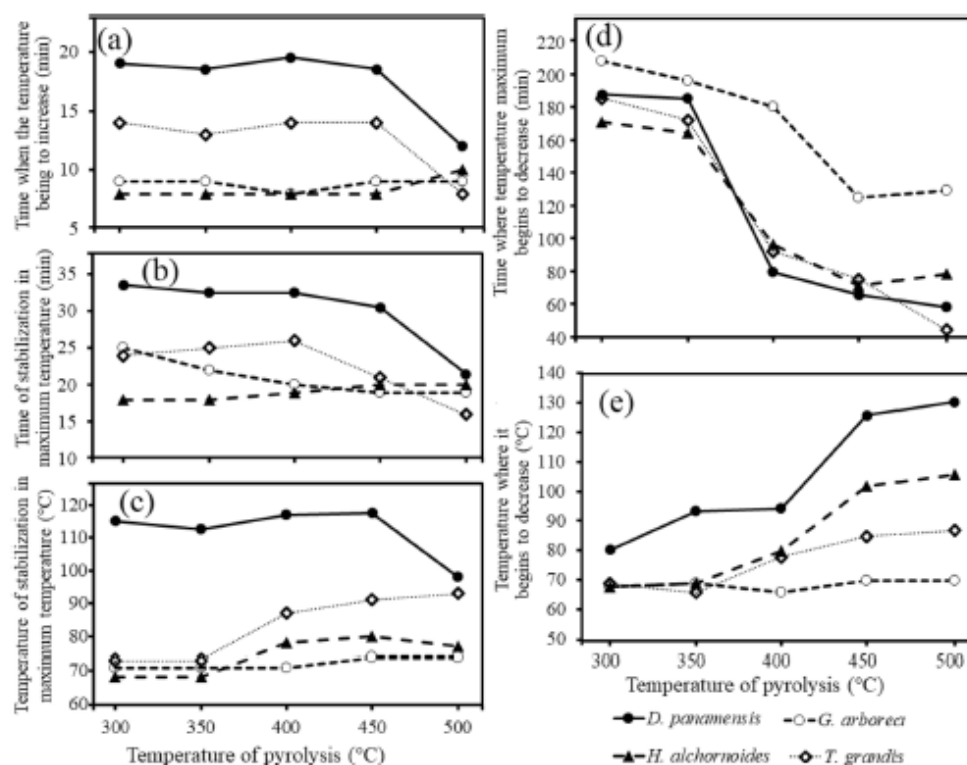 (a)
Time when the temperature
being to increase (min)
20
15
10
5
(b)
Time of stabilization in
maximum temperature (min)
35
30
25
20
15
10
(c)
Temperature of stabilization in
maximum temperature (°C)
120
110
100
90
80
70
60
300 350 400 450 500
Temperature of pyrolysis (°C)
(d)
Time where temperature maximum
begins to decrease (min)
220
200
180
160
140
120
100
80
60
40
(e)
Temperature where it
begins to decrease (°C)
140
130
120
110
100
90
80
70
60
50
300 350 400 450 500
Temperature of pyrolysis (°C)
D. panamensis
G. arborea
H. alchornoides
T. grandis